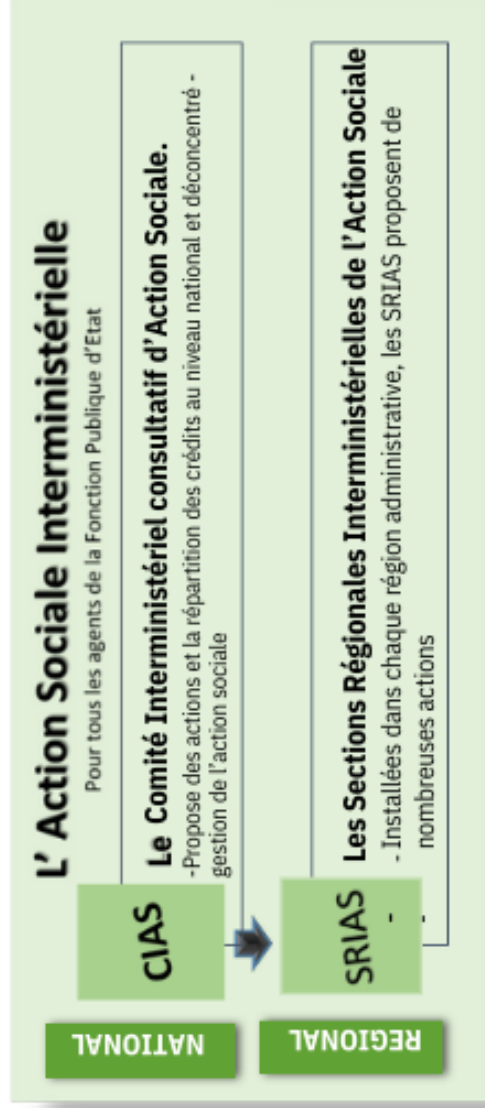 L' Action Sociale Interministérielle
Pour tous les agents de la Fonction Publique d'Etat
NATIONAL
CIAS
Le Comité Interministériel consultatif d'Action Sociale.
-Propose des actions et la répartition des crédits au niveau national et déconcentré -
gestion de l'action sociale
REGIONAL
SRIAS
-
-
Les Sections Régionales Interministérielles de l'Action Sociale
- Installées dans chaque région administrative, les SRIAS proposent de
nombreuses actions